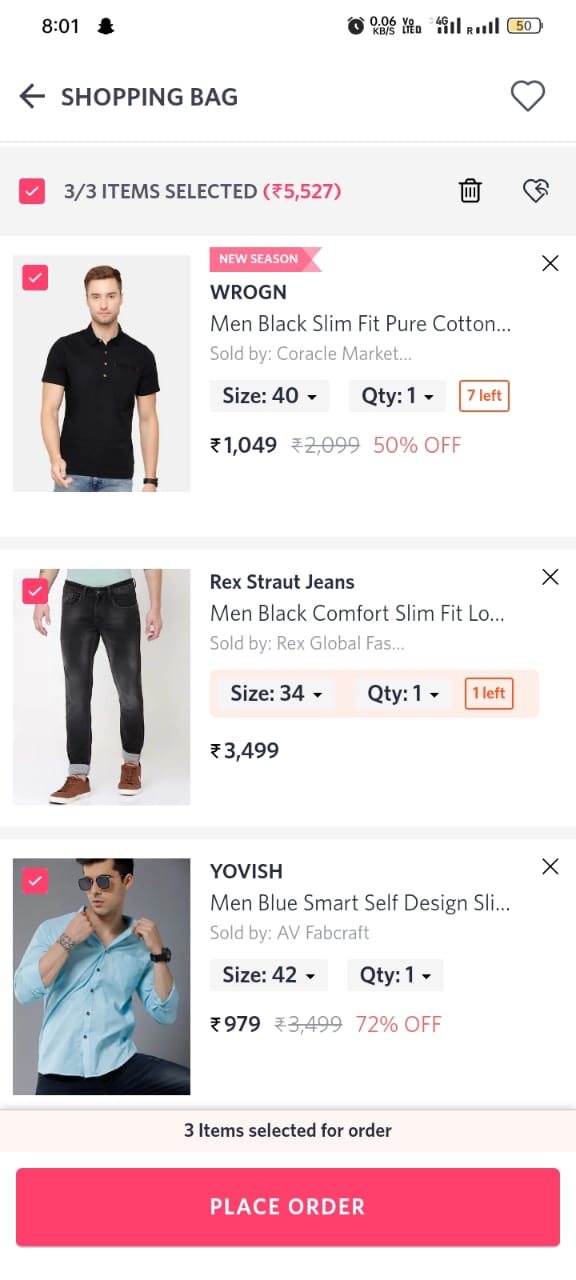 8:01 0.06 KB/S Vo LTED 4G R 50
SHOPPING BAG
3/3 ITEMS SELECTED (₹5,527)
NEW SEASON
WROGN
Men Black Slim Fit Pure Cotton...
Sold by: Coracle Market...
Size: 40 Qty: 1 7 left
₹1,049 ₹2,099 50% OFF
Rex Straut Jeans
Men Black Comfort Slim Fit Lo...
Sold by: Rex Global Fas...
Size: 34 Qty: 1 1 left
₹3,499
YOVISH
Men Blue Smart Self Design Sli...
Sold by: AV Fabcraft
Size: 42 Qty: 1
₹979 ₹3,499 72% OFF
3 Items selected for order
PLACE ORDER